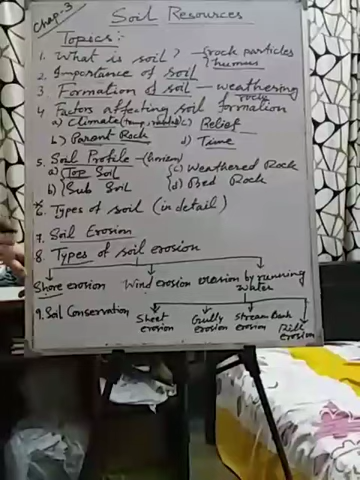 Chap. 3
Soil Resources
Topics:-
1. What is soil? - (rock particles
humus
2. Importance of soil
3. Formation of soil - weathering
rocks
4 Factors affecting soil formation
a) Climate (temp, rainfall) c) Relief
b) Parent Rock d) Time
5. Soil Profile - (horizon)
a) Top Soil (c) Weathered Rock
b) Sub Soil (d) Bed Rock
* 6. Types of soil (in detail)
7. Soil Erosion
8. Types of soil erosion
Shore erosion Wind erosion erosion by running
water
9. Soil Conservation Sheet erosion Gully erosion Stream Bank erosion Rill erosion